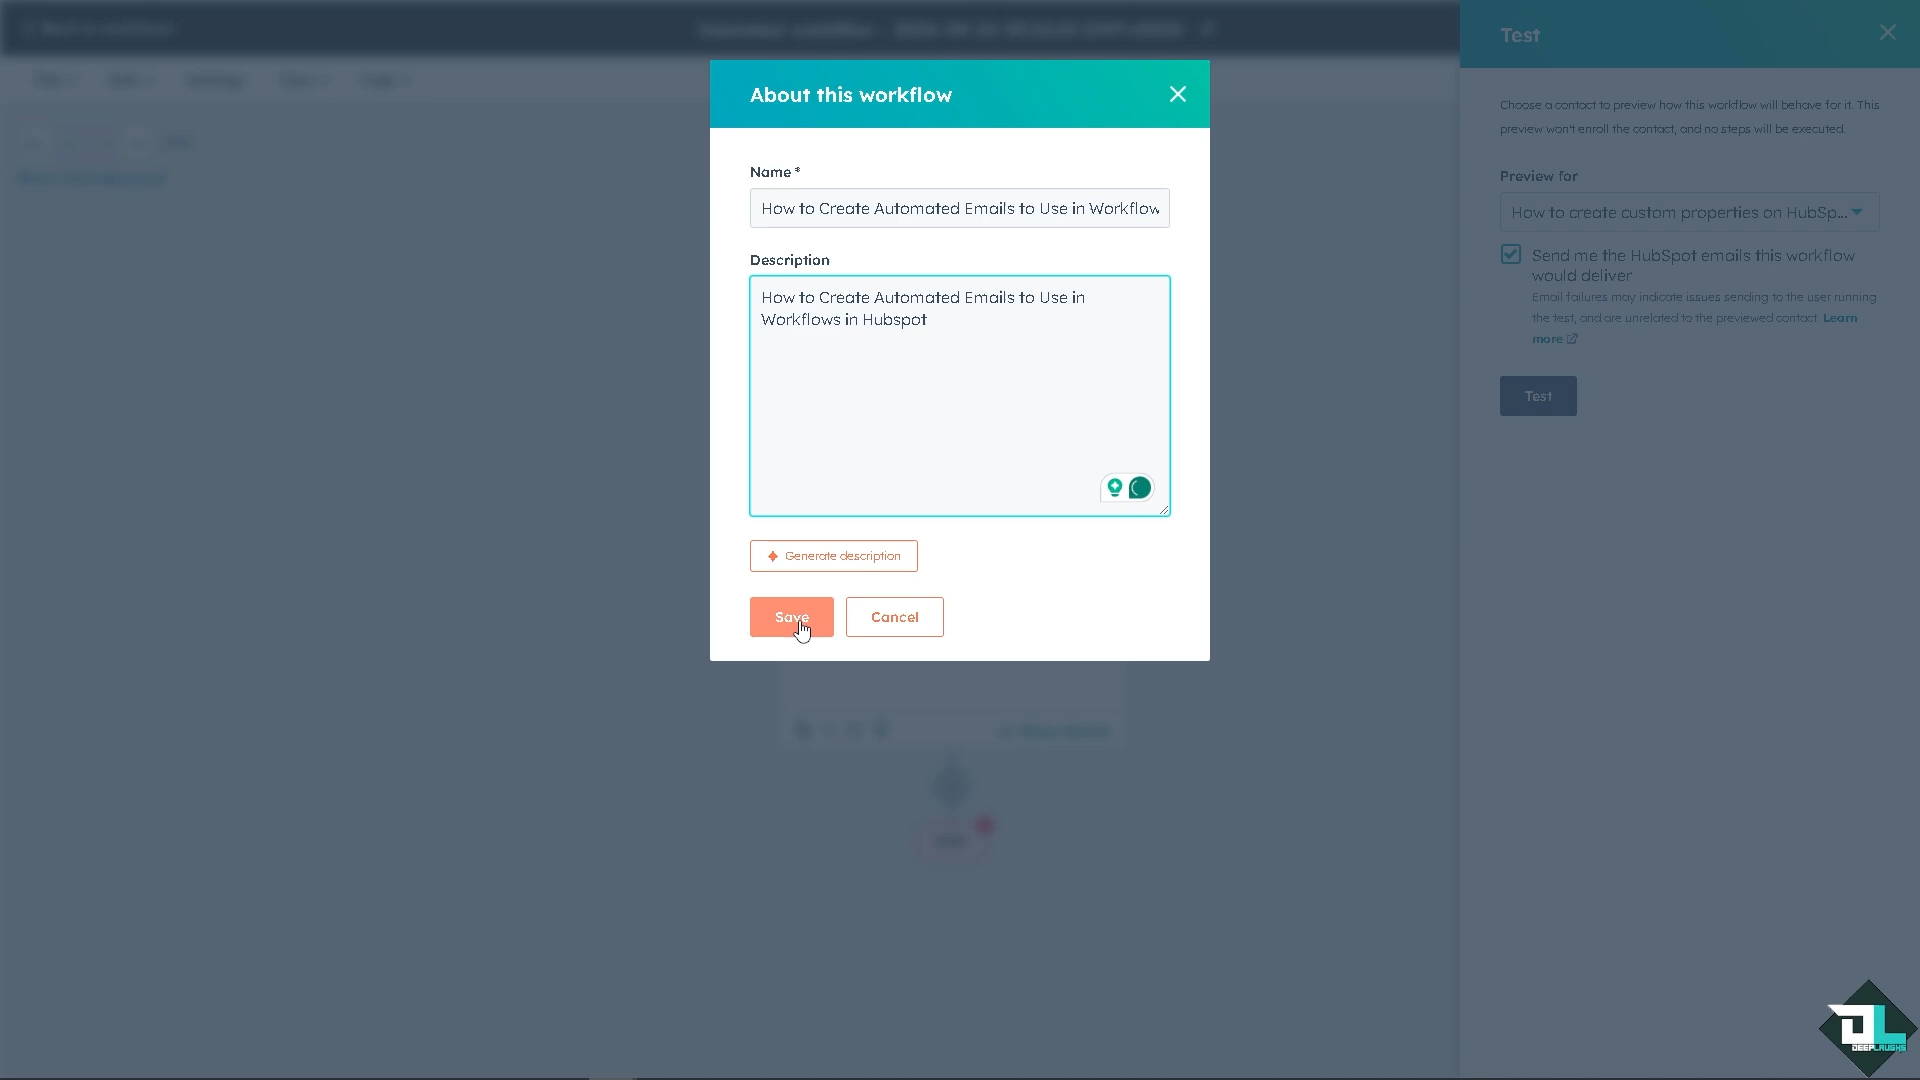 Test
About this workflow
Choose a contact to preview how this workflow will behave for it. This
preview won't enroll the contact, and no steps will be executed.
Name *
Preview for
How to Create Automated Emails to Use in Workflow
How to create custom properties on HubSp...
Send me the HubSpot emails this workflow
would deliver
Description
Email failures may indicate issues sending to the user running
the test, and are unrelated to the previewed contact. Learn
more
How to Create Automated Emails to Use in
Workflows in Hubspot
Test
Generate description
Save
Cancel
DEEPLAUGHS